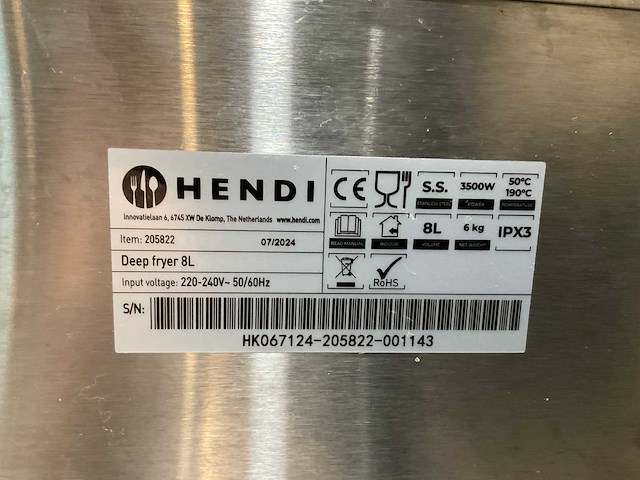 HENDI
Innovatielaan 6, 6745 XW De Klomp, The Netherlands www.hendi.com
Item: 205822 07/2024
Deep fryer 8L
Input voltage: 220-240V~ 50/60Hz
CE
S.S.
STAINLESS STEEL
3500W
POWER
50°C
190°C
TEMPERATURE
READ MANUAL
INDOOR
8L
VOLUME
6 kg
NET WEIGHT
IPX3
RoHS
S/N:
HK067124-205822-001143